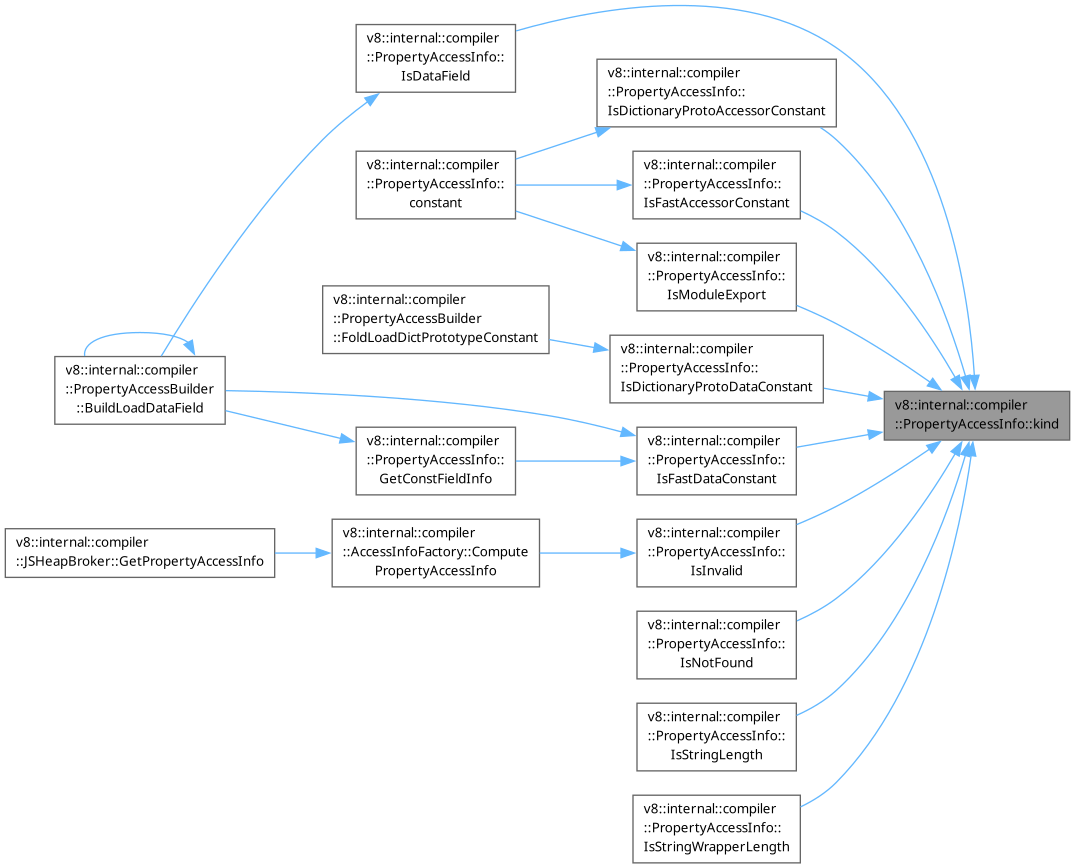 v8::internal::compiler
::PropertyAccessInfo::
IsDataField
v8::internal::compiler
::PropertyAccessInfo::
IsDictionaryProtoAccessorConstant
v8::internal::compiler
::PropertyAccessInfo::
constant
v8::internal::compiler
::PropertyAccessInfo::
IsFastAccessorConstant
v8::internal::compiler
::PropertyAccessInfo::
IsModuleExport
v8::internal::compiler
::PropertyAccessBuilder
::FoldLoadDictPrototypeConstant
v8::internal::compiler
::PropertyAccessInfo::
IsDictionaryProtoDataConstant
v8::internal::compiler
::PropertyAccessBuilder
::BuildLoadDataField
v8::internal::compiler
::PropertyAccessInfo::kind
v8::internal::compiler
::PropertyAccessInfo::
GetConstFieldInfo
v8::internal::compiler
::PropertyAccessInfo::
IsFastDataConstant
v8::internal::compiler
::JSHeapBroker::GetPropertyAccessInfo
v8::internal::compiler
::AccessInfoFactory::Compute
PropertyAccessInfo
v8::internal::compiler
::PropertyAccessInfo::
IsInvalid
v8::internal::compiler
::PropertyAccessInfo::
IsNotFound
v8::internal::compiler
::PropertyAccessInfo::
IsStringLength
v8::internal::compiler
::PropertyAccessInfo::
IsStringWrapperLength